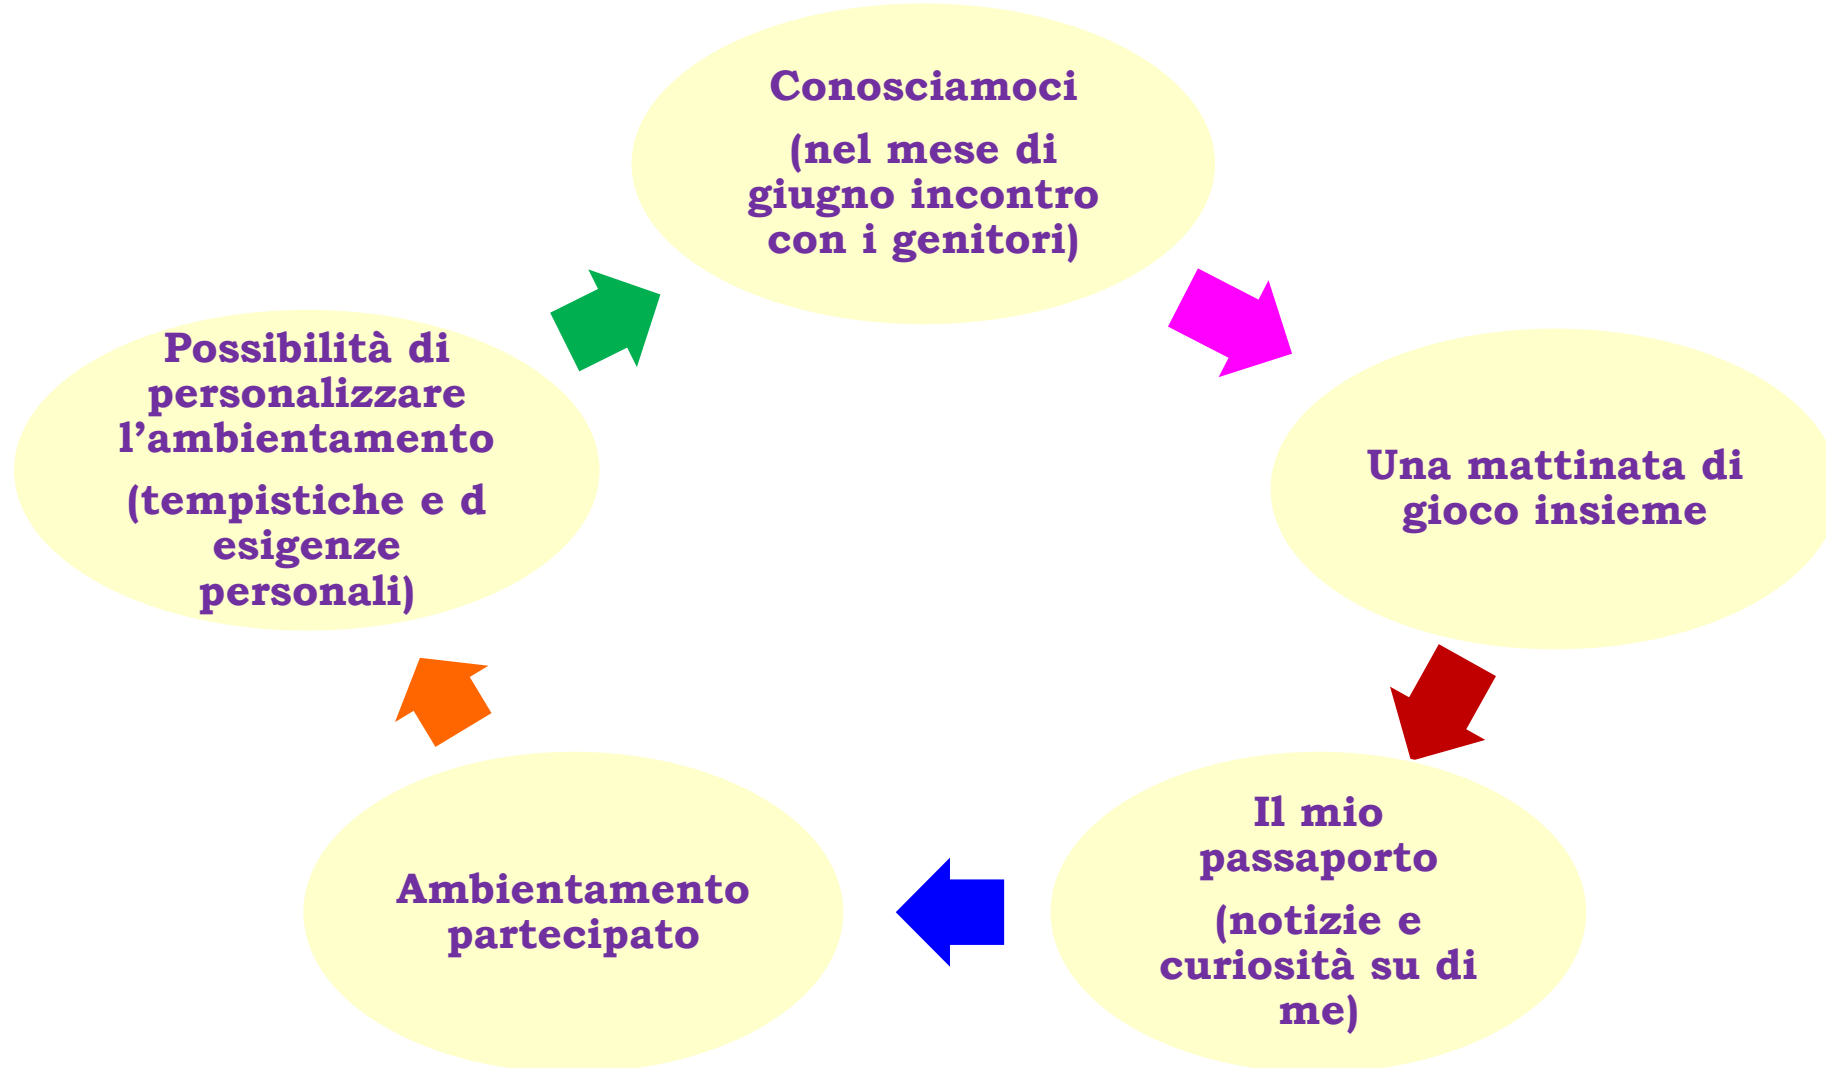 Conosciamoci
(nel mese di
giugno incontro
con i genitori)
Una mattinata di
gioco insieme
Il mio
passaporto
(notizie e
curiosità su di
me)
Ambientamento
partecipato
Possibilità di
personalizzare
l’ambientamento
(tempistiche e d
esigenze
personali)